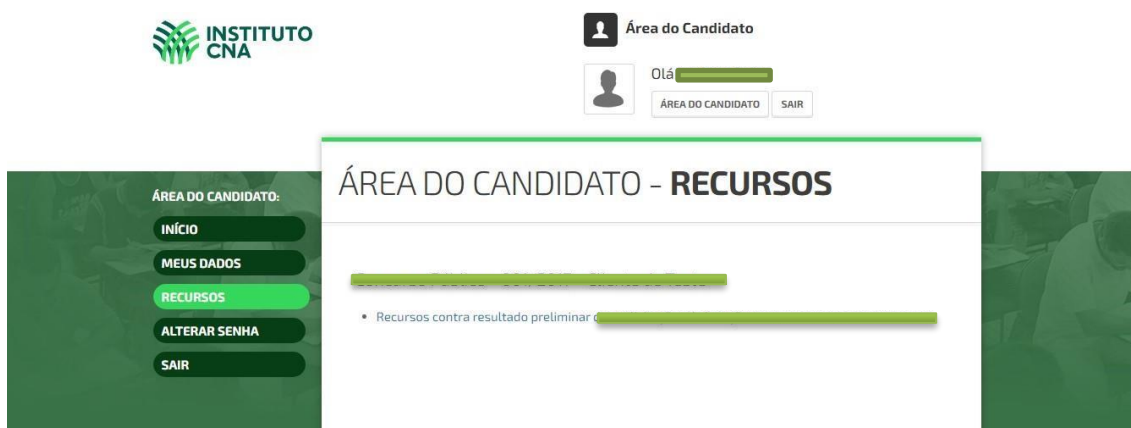 INSTITUTO
CNA
Área do Candidato
Olá
ÁREA DO CANDIDATO SAIR
ÁREA DO CANDIDATO - RECURSOS
ÁREA DO CANDIDATO:
INÍCIO
MEUS DADOS
RECURSOS
ALTERAR SENHA
SAIR
Recursos contra resultado preliminar